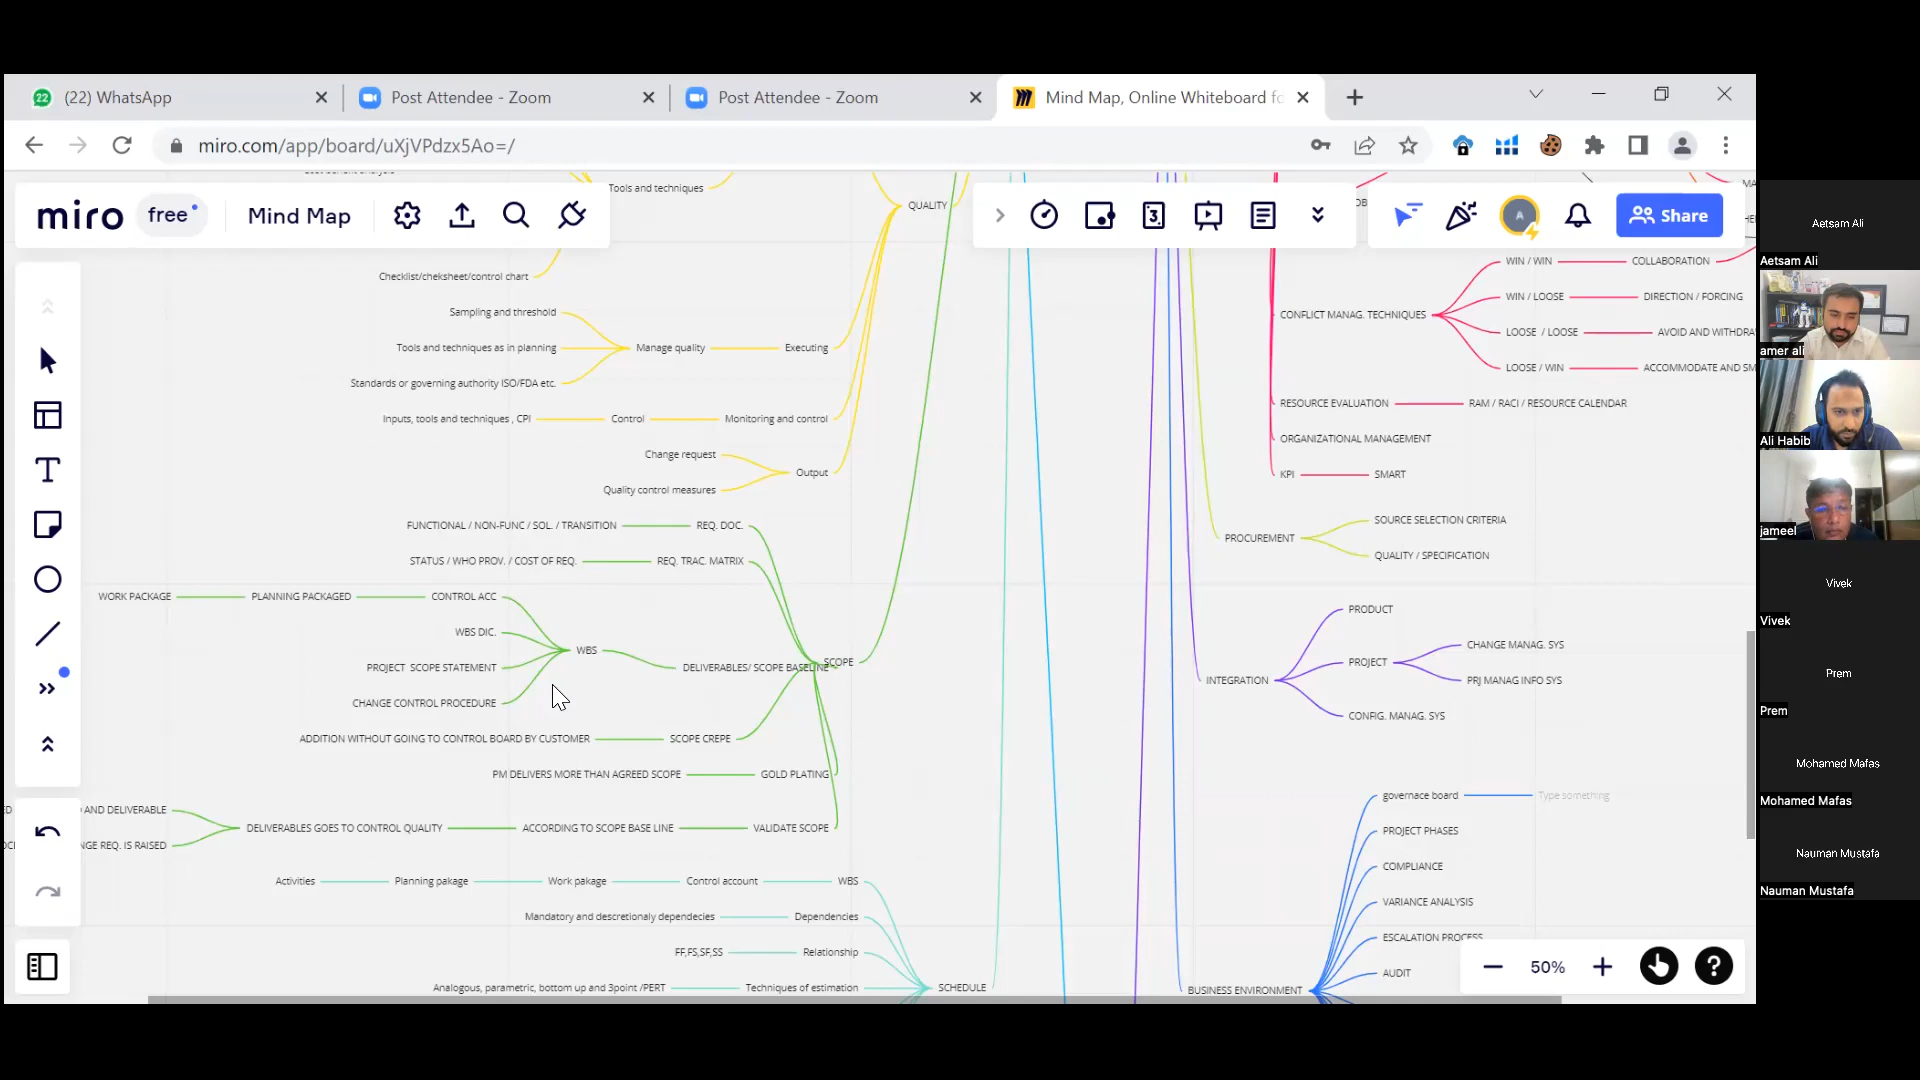 22
(22) WhatsApp
Post Attendee - Zoom
Post Attendee - Zoom
Mind Map, Online Whiteboard fo
miro.com/app/board/uXjVPdzx5Ao=/
miro
free
Mind Map
3
A
Share
Tools and techniques
QUALITY
Checklist/cheksheet/control chart
Sampling and threshold
Tools and techniques as in planning
Manage quality
Executing
Standards or governing authority ISO/FDA etc.
Inputs, tools and techniques , CPI
Control
Monitoring and control
Change request
Output
Quality control measures
FUNCTIONAL / NON-FUNC / SOL. / TRANSITION
REQ. DOC.
STATUS / WHO PROV. / COST OF REQ.
REQ. TRAC. MATRIX
WORK PACKAGE
PLANNING PACKAGED
CONTROL ACC
WBS DIC.
WBS
PROJECT SCOPE STATEMENT
DELIVERABLES/ SCOPE BASELINE
SCOPE
CHANGE CONTROL PROCEDURE
ADDITION WITHOUT GOING TO CONTROL BOARD BY CUSTOMER
SCOPE CREPE
PM DELIVERS MORE THAN AGREED SCOPE
GOLD PLATING
AND DELIVERABLE
DELIVERABLES GOES TO CONTROL QUALITY
ACCORDING TO SCOPE BASE LINE
VALIDATE SCOPE
NGE REQ. IS RAISED
Activities
Planning pakage
Work pakage
Control account
WBS
Mandatory and descretionaly dependecies
Dependencies
FF,FS,SF,SS
Relationship
Analogous, parametric, bottom up and 3point /PERT
Techniques of estimation
SCHEDULE
WIN / WIN
COLLABORATION
WIN / LOOSE
DIRECTION / FORCING
CONFLICT MANAG. TECHNIQUES
LOOSE / LOOSE
AVOID AND WITHDRA
LOOSE / WIN
ACCOMMODATE AND SM
RESOURCE EVALUATION
RAM / RACI / RESOURCE CALENDAR
ORGANIZATIONAL MANAGEMENT
KPI
SMART
PROCUREMENT
SOURCE SELECTION CRITERIA
QUALITY / SPECIFICATION
INTEGRATION
PRODUCT
PROJECT
CHANGE MANAG. SYS
PRJ MANAG INFO SYS
CONFIG. MANAG. SYS
governace board
Type something
PROJECT PHASES
COMPLIANCE
VARIANCE ANALYSIS
ESCALATION PROCESS
AUDIT
BUSINESS ENVIRONMENT
50%
Aetsam Ali
Aetsam Ali
amer ali
Ali Habib
jameel
Vivek
Vivek
Prem
Prem
Mohamed Mafas
Mohamed Mafas
Nauman Mustafa
Nauman Mustafa